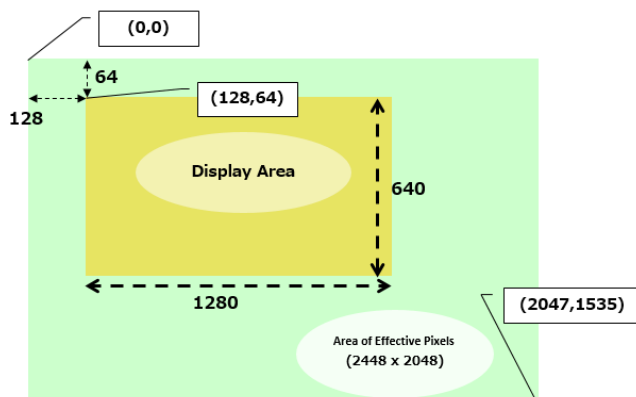 (0,0)
64
(128,64)
128
Display Area
640
1280
(2047,1535)
Area of Effective Pixels
(2448 x 2048)